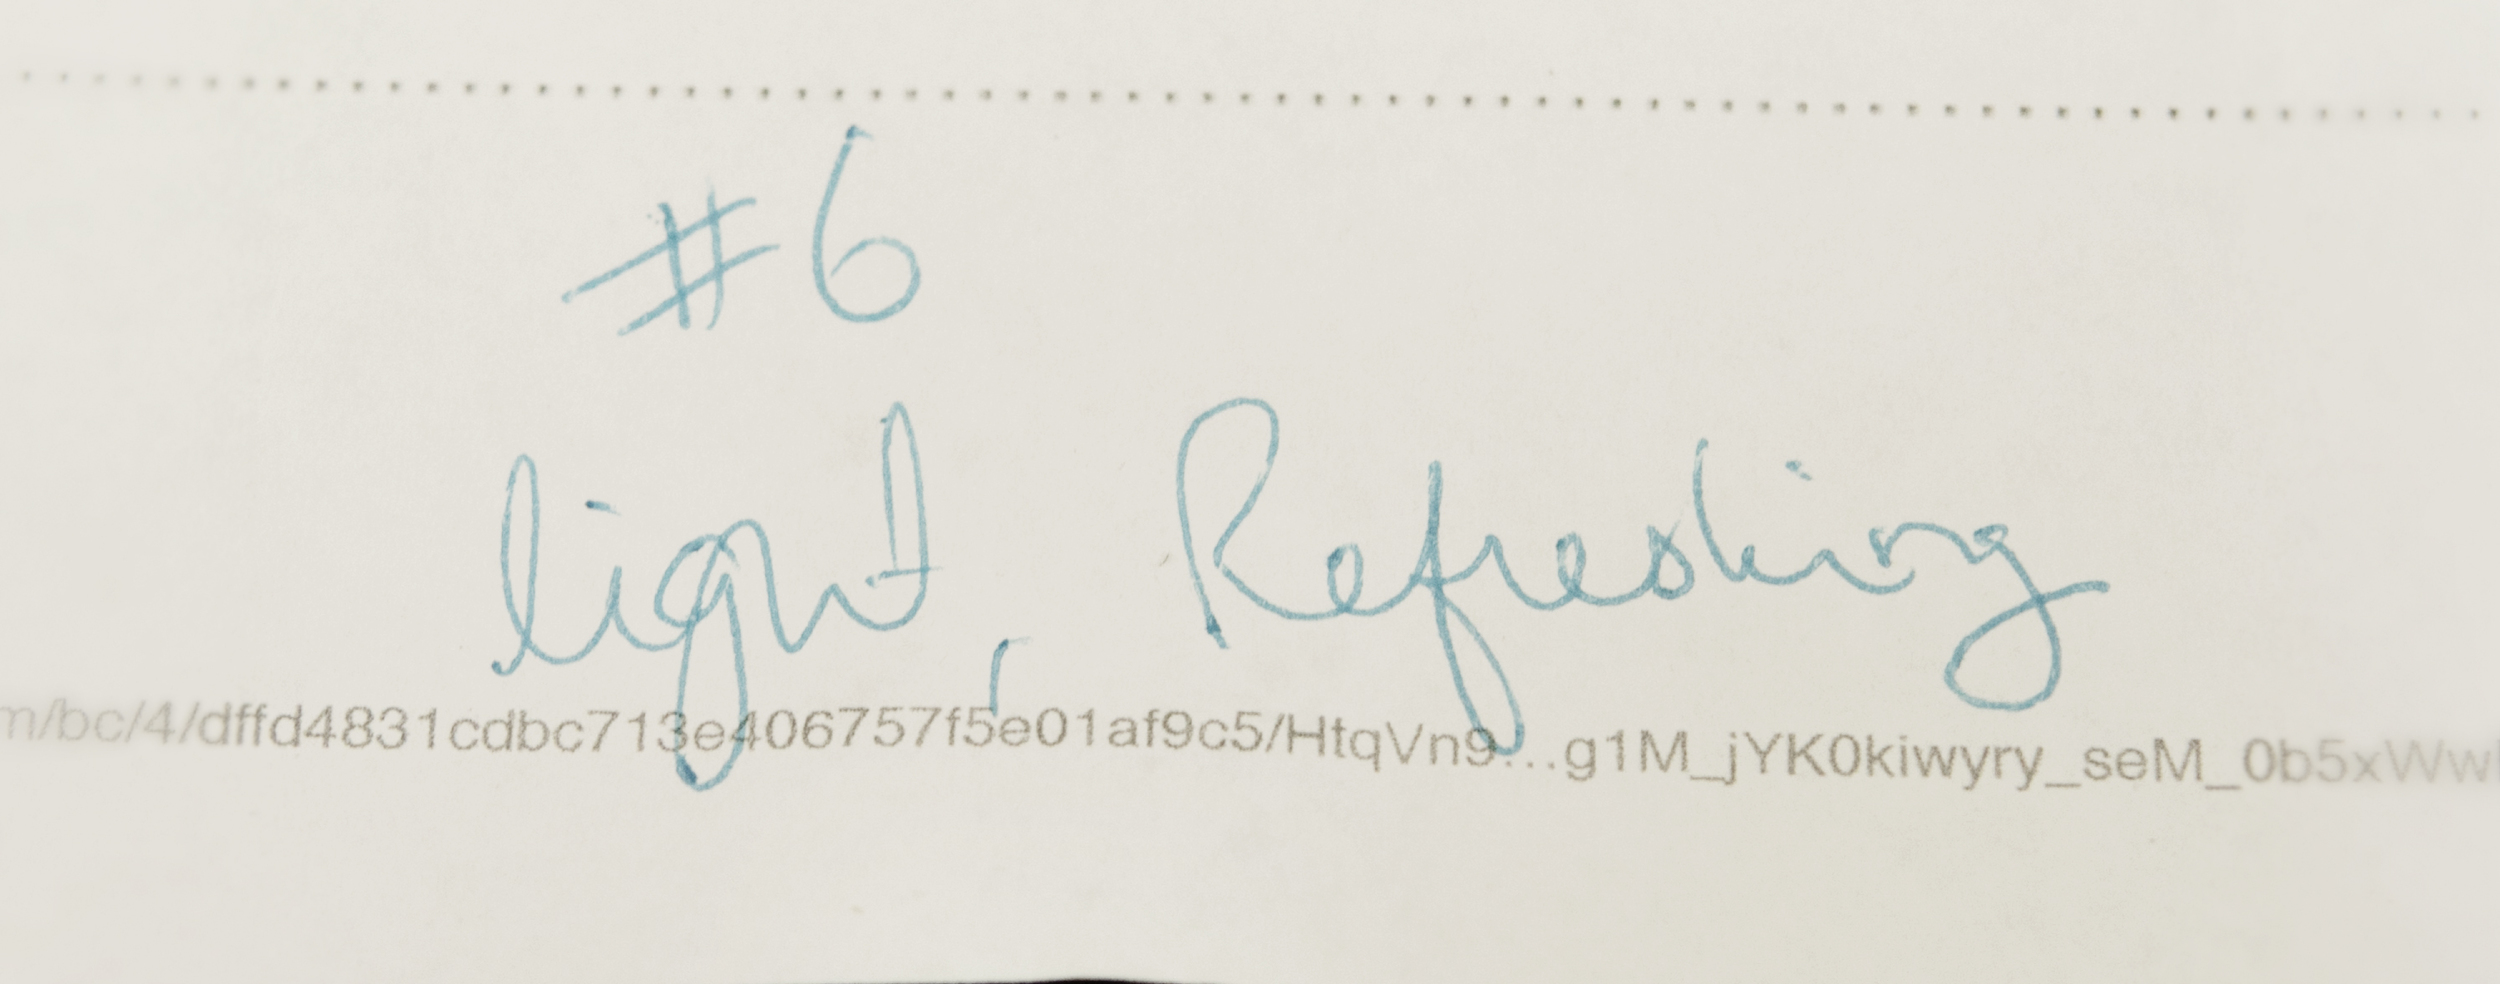 #6
light, Refreshing
m/bc/4/dffd4831cdbc713e406757f5e01af9c5/HtqVn9...g1M_jYK0kiwyry_seM_0b5xWw